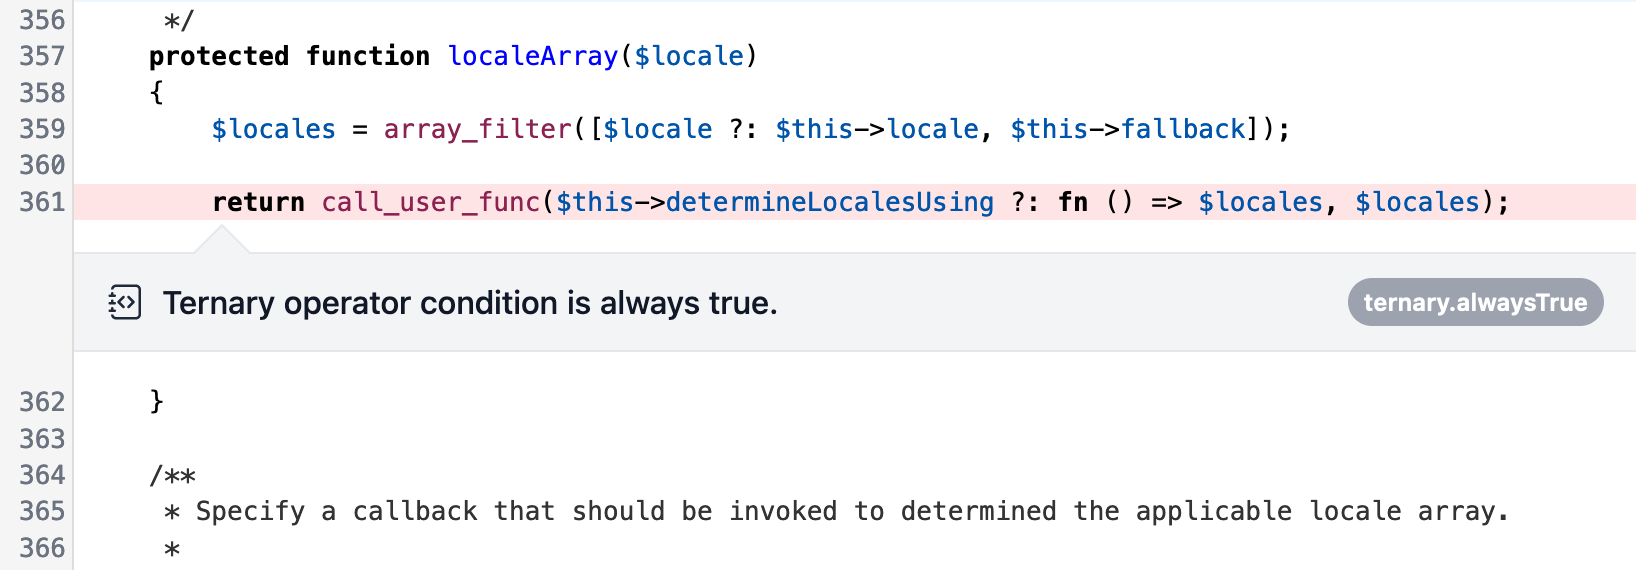 356 */
357 protected function localeArray($locale)
358 {
359 $locales = array_filter([$locale ?: $this->locale, $this->fallback]);
360
361 return call_user_func($this->determineLocalesUsing ?: fn () => $locales, $locales);
Ternary operator condition is always true. ternary.alwaysTrue
362 }
363
364 /**
365 * Specify a callback that should be invoked to determined the applicable locale array.
366 *